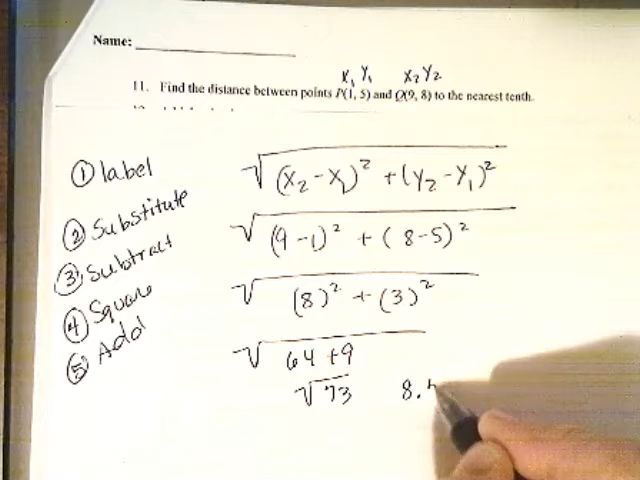 Name:
X₁ Y₁ X₂ Y₂
11. Find the distance between points P(1, 5) and Q(9, 8) to the nearest tenth.
① label
√(X₂ - X₁)² + (Y₂ - Y₁)²
② Substitute
√(9 - 1)² + (8 - 5)²
③ Subtract
√(8)² + (3)²
④ Square
⑤ Add
√64 + 9
√73 8.